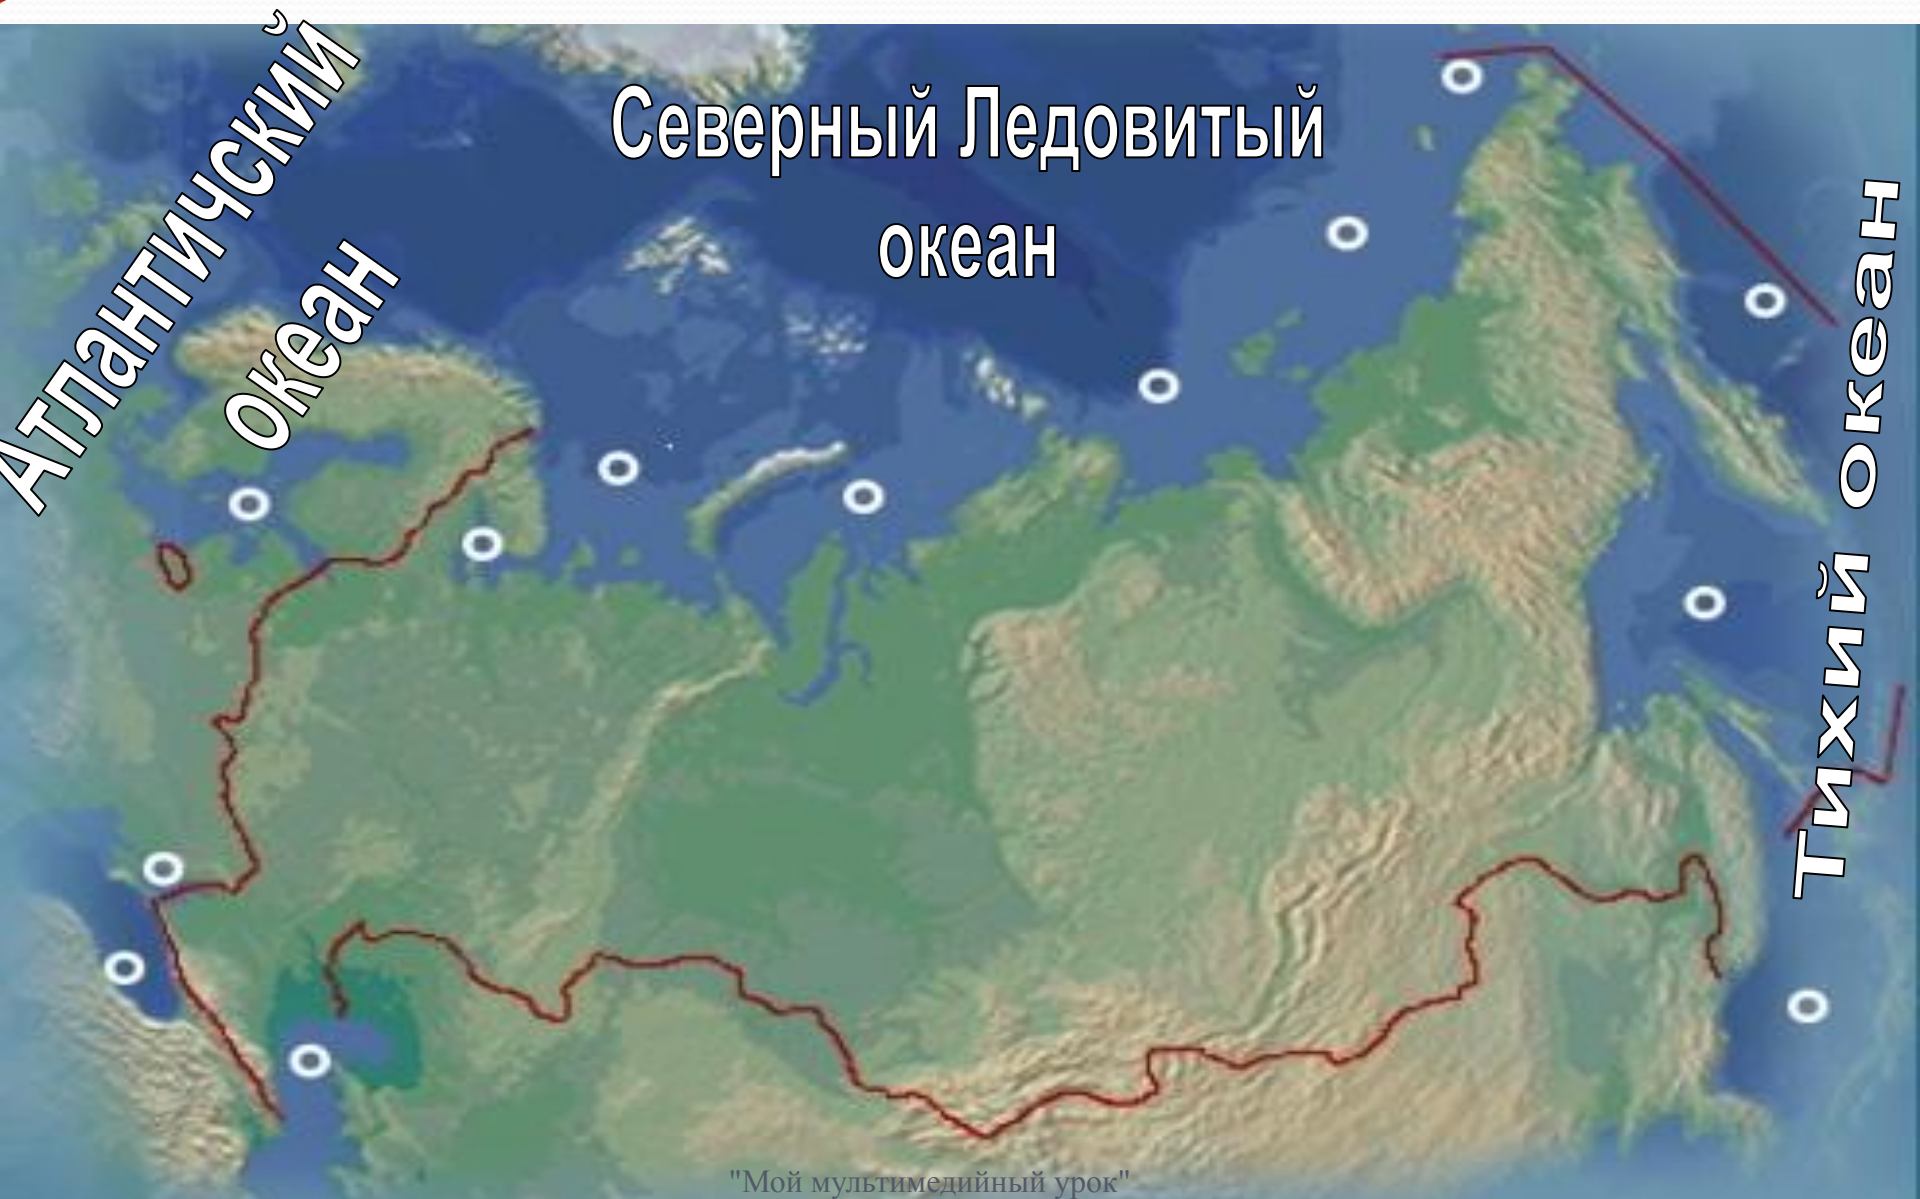 Атлантичский
океан
Северный Ледовитый
океан
Тихий океан
"Мой мультимедийный урок"